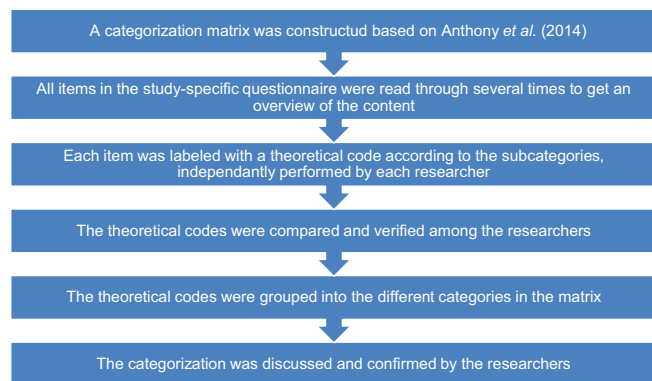 A categorization matrix was constructud based on Anthony et al. (2014)
All items in the study-specific questionnaire were read through several times to get an
overview of the content
Each item was labeled with a theoretical code according to the subcategories,
independantly performed by each researcher
The theoretical codes were compared and verified among the researchers
The theoretical codes were grouped into the different categories in the matrix
The categorization was discussed and confirmed by the researchers